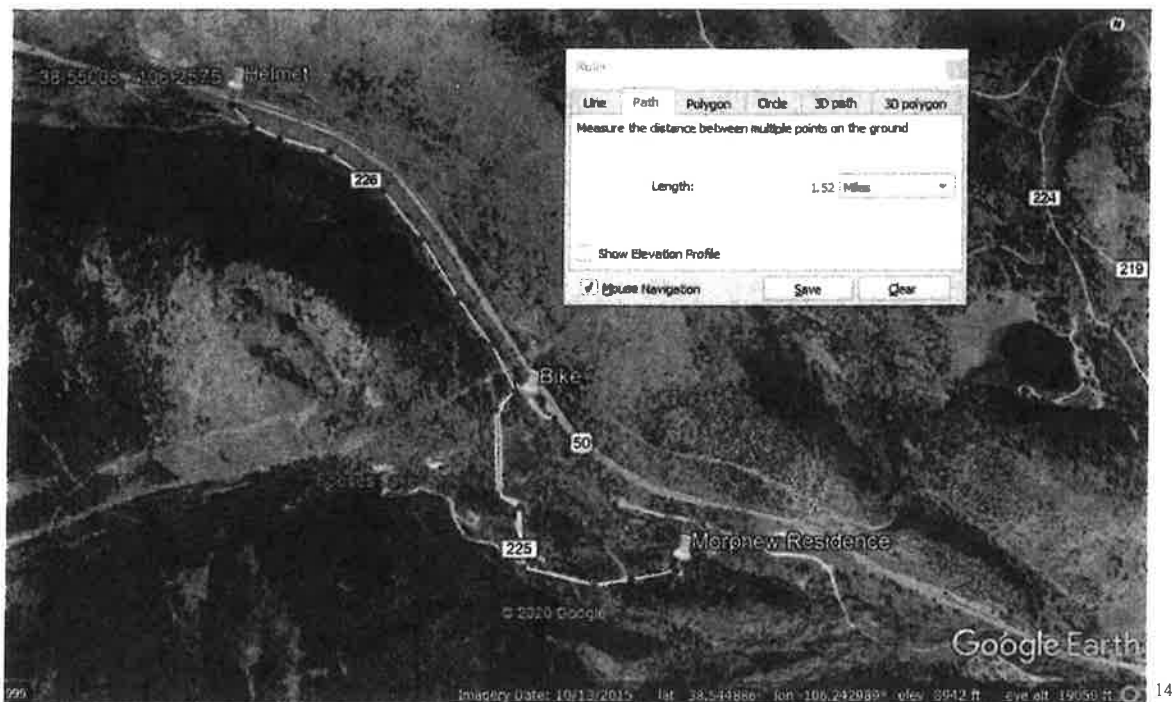 N
38.55006, -106.2575
Helmet
Ruler
Line Path Polygon Circle 3D path 3D polygon
Measure the distance between multiple points on the ground
Length: 1.52 Miles
Show Elevation Profile
Mouse Navigation Save Clear
226
224
219
Bike
50
225
Morphew Residence
© 2020 Google
Google Earth
1999
Imagery Date: 10/13/2015 lat 38.544886° lon -106.242989° elev 8942 ft eye alt 19050 ft
14